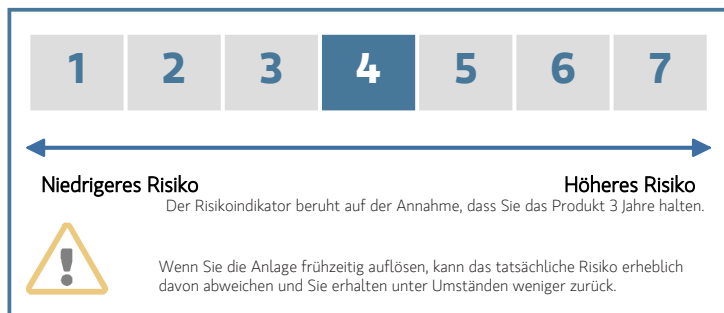 1 2 3 4 5 6 7
Niedrigeres Risiko Höheres Risiko
Der Risikoindikator beruht auf der Annahme, dass Sie das Produkt 3 Jahre halten.
Wenn Sie die Anlage frühzeitig auflösen, kann das tatsächliche Risiko erheblich
davon abweichen und Sie erhalten unter Umständen weniger zurück.